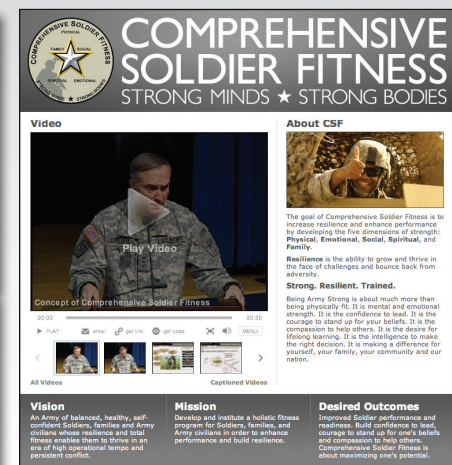 COMPREHENSIVE SOLDIER FITNESS
PHYSICAL
FAMILY
SOCIAL
SPIRITUAL
EMOTIONAL
STRONG MINDS ★ STRONG BODIES
COMPREHENSIVE
SOLDIER FITNESS
STRONG MINDS ★ STRONG BODIES
Video
Play Video
Concept of Comprehensive Soldier Fitness
00:00
00:35
PLAY
email
get link
get code
MENU
All Videos
Captioned Videos
About CSF
The goal of Comprehensive Soldier Fitness is to
increase resilience and enhance performance
by developing the five dimensions of strength:
Physical, Emotional, Social, Spiritual, and
Family.
Resilience is the ability to grow and thrive in
the face of challenges and bounce back from
adversity.
Strong. Resilient. Trained.
Being Army Strong is about much more than
being physically fit. It is mental and emotional
strength. It is the confidence to lead. It is the
courage to stand up for your beliefs. It is the
compassion to help others. It is the desire for
lifelong learning. It is the intelligence to make
the right decision. It is making a difference for
yourself, your family, your community and our
nation.
Vision
An Army of balanced, healthy, self-
confident Soldiers, families and Army
civilians whose resilience and total
fitness enables them to thrive in an
era of high operational tempo and
persistent conflict.
Mission
Develop and institute a holistic fitness
program for Soldiers, families, and
Army civilians in order to enhance
performance and build resilience.
Desired Outcomes
Improved Soldier performance and
readiness. Build confidence to lead,
courage to stand up for one's beliefs
and compassion to help others.
Comprehensive Soldier Fitness is
about maximizing one's potential.